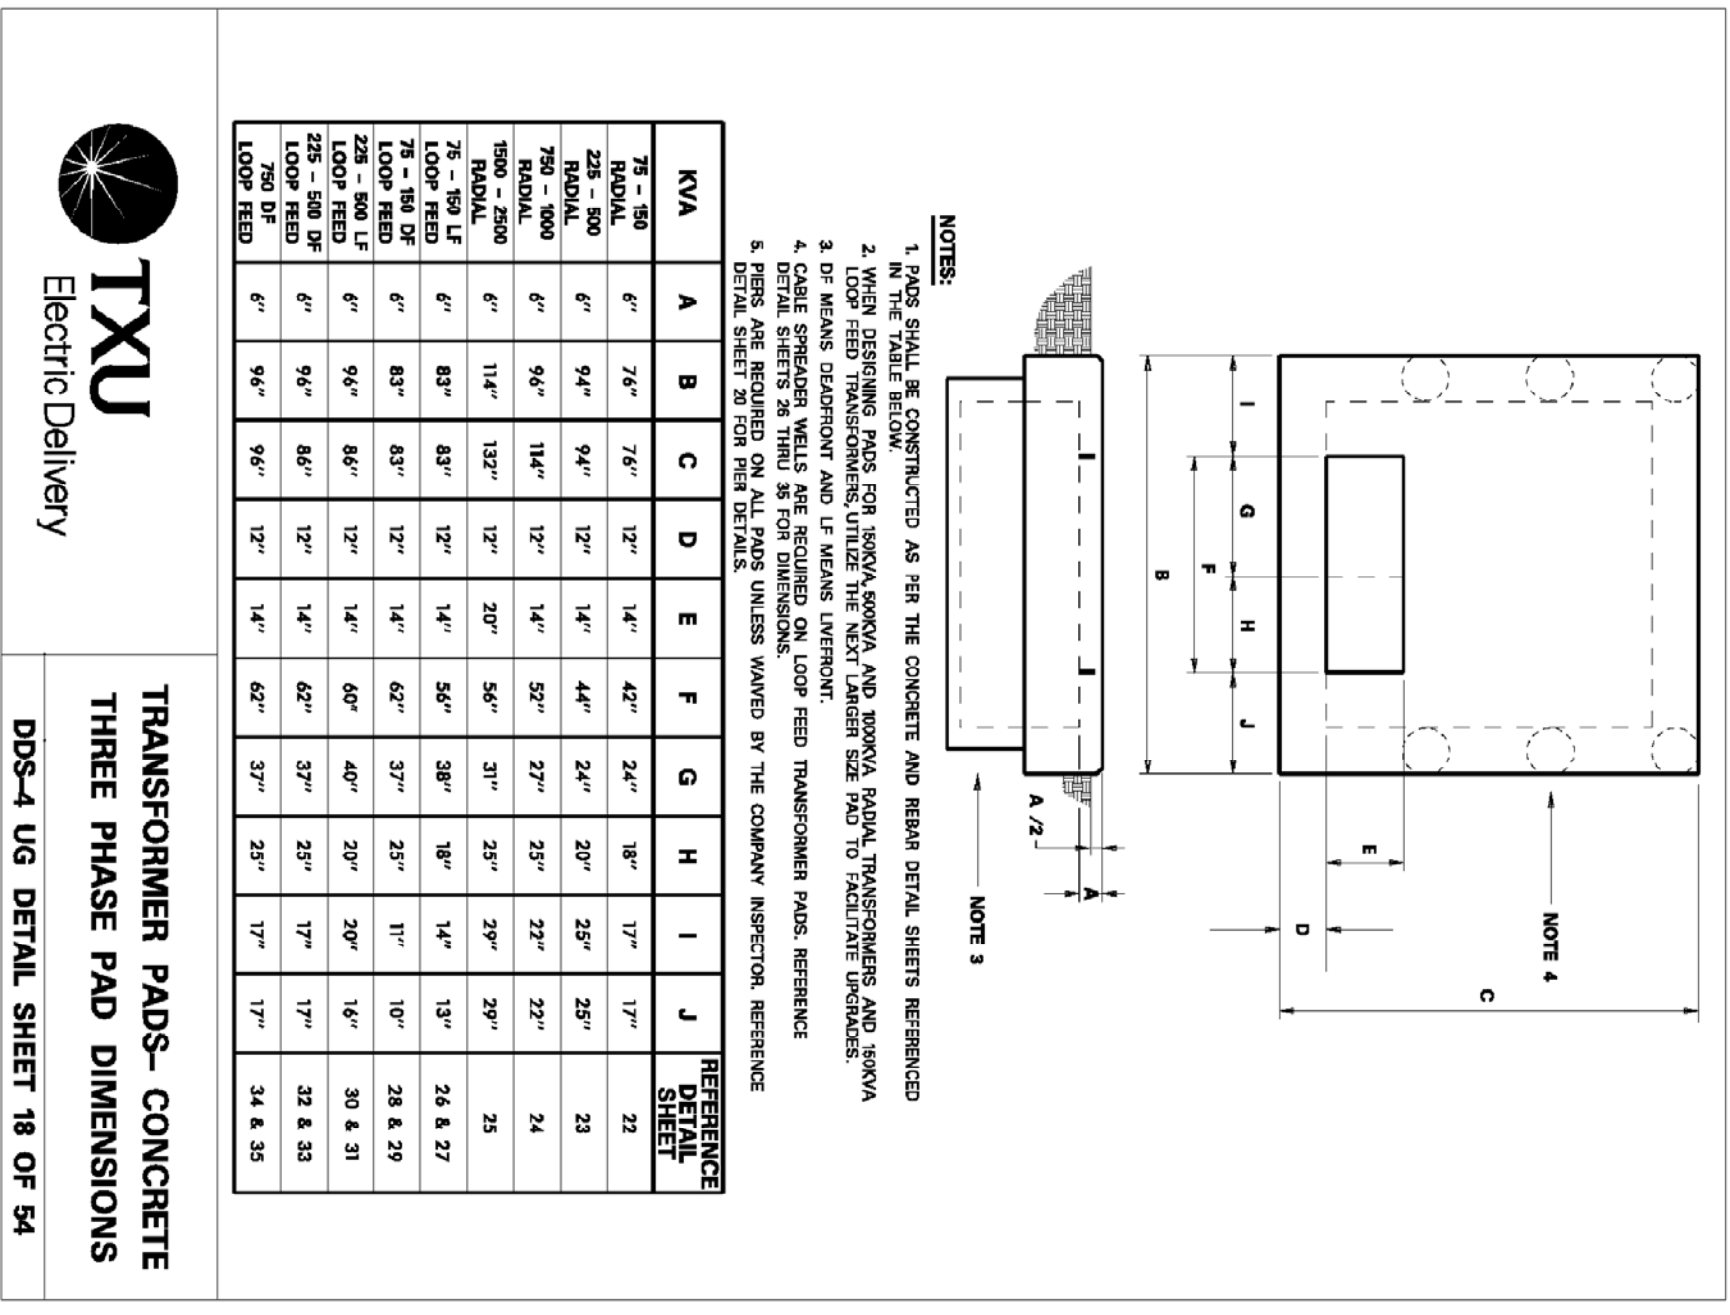 I
G
H
J
F
B
E
D
C
NOTE 4
A /2
A
NOTE 3
NOTES:
1. PADS SHALL BE CONSTRUCTED AS PER THE CONCRETE AND REBAR DETAIL SHEETS REFERENCED
IN THE TABLE BELOW.
2. WHEN DESIGNING PADS FOR 150KVA, 500KVA AND 1000KVA RADIAL TRANSFORMERS AND 150KVA
LOOP FEED TRANSFORMERS, UTILIZE THE NEXT LARGER SIZE PAD TO FACILITATE UPGRADES.
3. DF MEANS DEADFRONT AND LF MEANS LIVEFRONT.
4. CABLE SPREADER WELLS ARE REQUIRED ON LOOP FEED TRANSFORMER PADS. REFERENCE
DETAIL SHEETS 26 THRU 35 FOR DIMENSIONS.
5. PIERS ARE REQUIRED ON ALL PADS UNLESS WAIVED BY THE COMPANY INSPECTOR. REFERENCE
DETAIL SHEET 20 FOR PIER DETAILS.
KVA A B C D E F G H I J REFERENCE
DETAIL
SHEET
75 - 150
RADIAL 6" 76" 76" 12" 14" 42" 24" 18" 17" 17" 22
225 - 500
RADIAL 6" 94" 94" 12" 14" 44" 24" 20" 25" 25" 23
750 - 1000
RADIAL 6" 96" 114" 12" 14" 52" 27" 25" 22" 22" 24
1500 - 2500
RADIAL 6" 114" 132" 12" 20" 56" 31" 25" 29" 29" 25
75 - 150 LF
LOOP FEED 6" 83" 83" 12" 14" 56" 38" 18" 14" 13" 26 & 27
75 - 150 DF
LOOP FEED 6" 83" 83" 12" 14" 62" 37" 25" 11" 10" 28 & 29
225 - 500 LF
LOOP FEED 6" 96" 86" 12" 14" 60" 40" 20" 20" 16" 30 & 31
225 - 500 DF
LOOP FEED 6" 96" 86" 12" 14" 62" 37" 25" 17" 17" 32 & 33
750 DF
LOOP FEED 6" 96" 96" 12" 14" 62" 37" 25" 17" 17" 34 & 35
TXU
Electric Delivery
TRANSFORMER PADS- CONCRETE
THREE PHASE PAD DIMENSIONS
DDS-4 UG DETAIL SHEET 18 OF 54